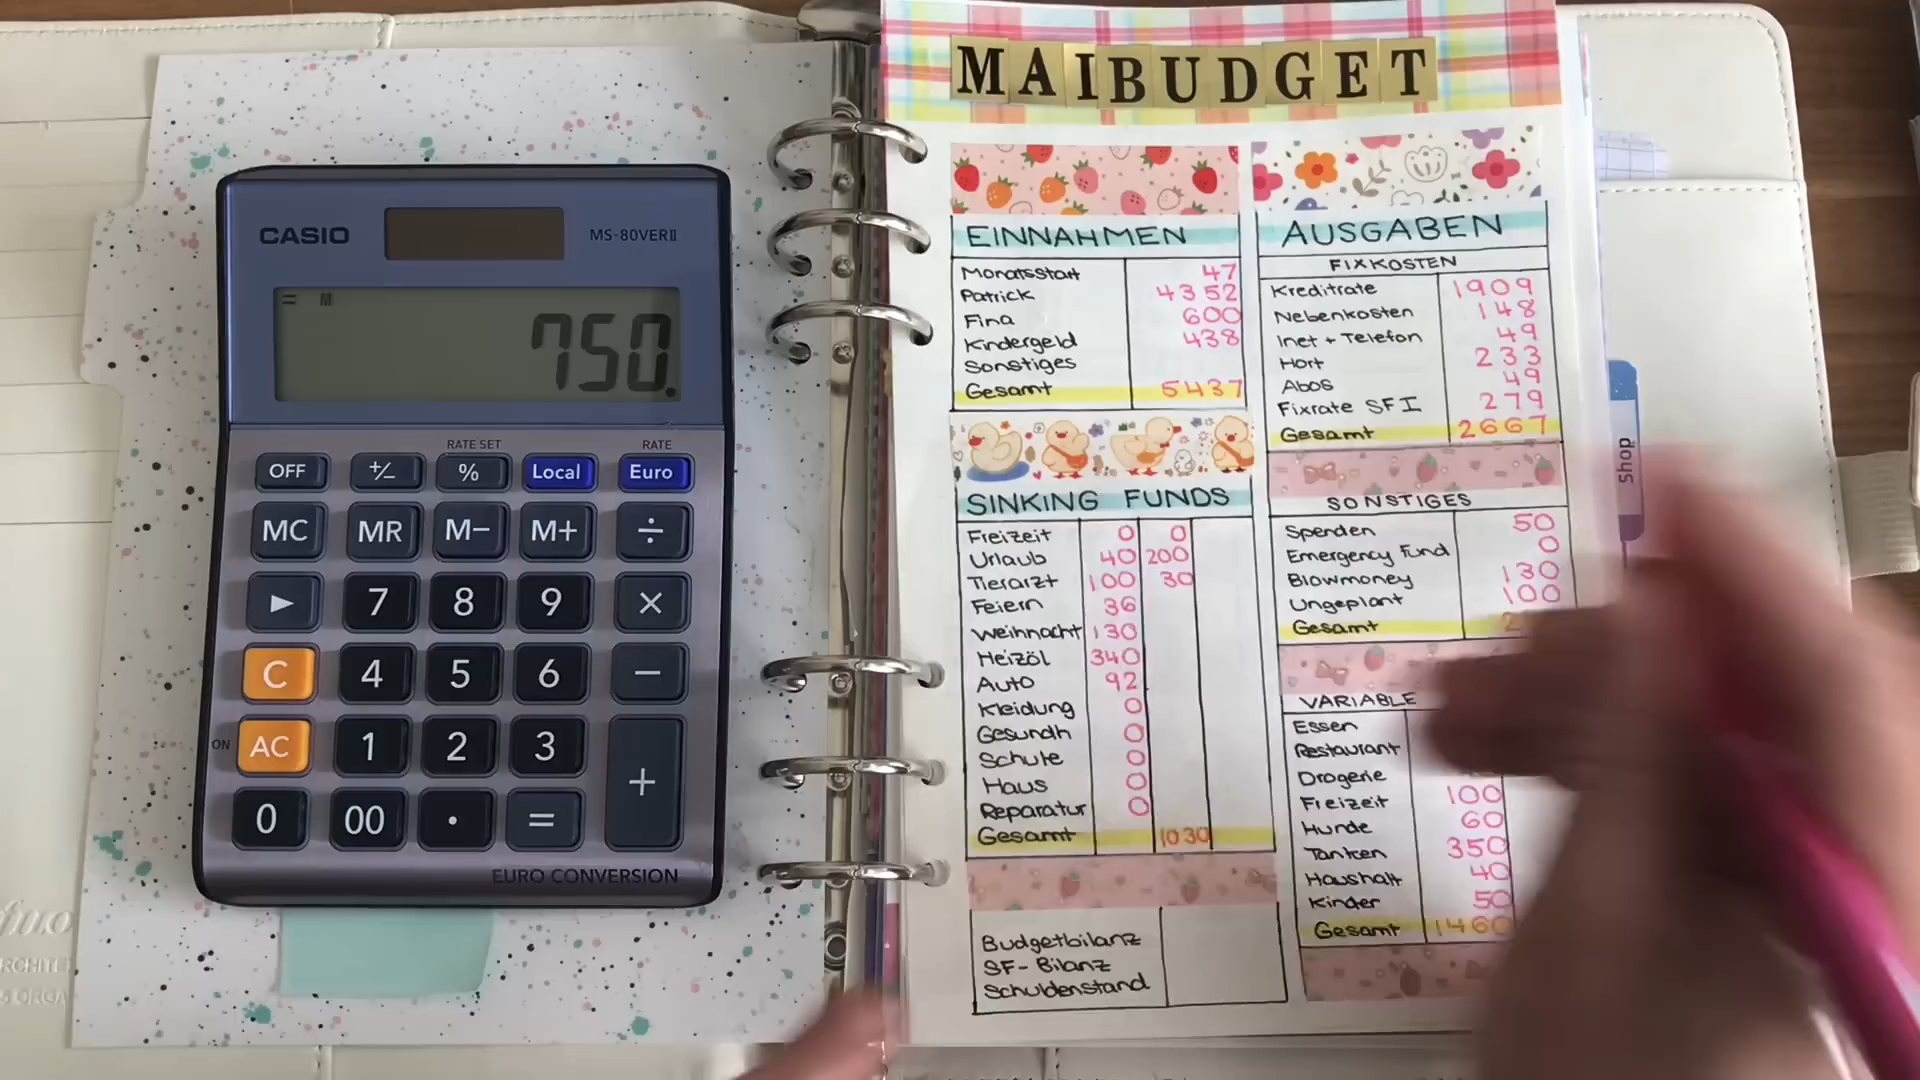 MAIBUDGET
CASIO
MS-80VERII
= M
750.
RATE SET
RATE
OFF +/− % Local Euro
MC MR M− M+ ÷
► 7 8 9 ×
C 4 5 6 −
ON AC 1 2 3 +
0 00 . =
EURO CONVERSION
EINNAHMEN
Monatsstart 47
Patrick 4352
Fina 600
Kindergeld 438
Sonstiges
Gesamt 5437
SINKING FUNDS
Freizeit 0 0
Urlaub 40 200
Tierarzt 100 30
Feiern 36
Weihnacht 130
Heizöl 340
Auto 92
Kleidung 0
Gesundh 0
Schule 0
Haus 0
Reparatur 0
Gesamt 1030
Budgetbilanz
SF-Bilanz
Schuldenstand
AUSGABEN
FIXKOSTEN
Kreditrate 1909
Nebenkosten 148
Inet + Telefon 49
Hort 233
Abos 49
Fixrate SF I 279
Gesamt 2667
SONSTIGES
Spenden 50
Emergency Fund 0
Blowmoney 130
Ungeplant 100
Gesamt
VARIABLE
Essen
Restaurant
Drogerie
Freizeit 100
Hunde 60
Tanken 350
Haushalt 40
Kinder 50
Gesamt 1460
Shop